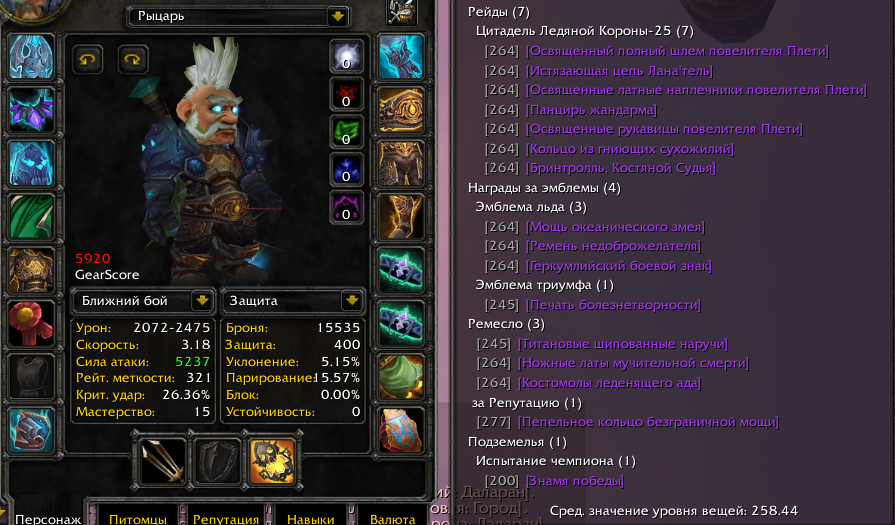 Рыцарь
0
0
0
0
0
5920
GearScore
Ближний бой
Защита
Урон: 2072-2475
Скорость: 3.18
Сила атаки: 5237
Рейт. меткости: 321
Крит. удар: 26.36%
Мастерство: 15
Броня: 15535
Защита: 400
Уклонение: 5.15%
Парирование: 15.57%
Блок: 0.00%
Устойчивость: 0
Персонаж
Питомцы
Репутация
Навыки
Валюта
Рейды (7)
Цитадель Ледяной Короны-25 (7)
[264] [Освященный полный шлем повелителя Плети]
[264] [Истязающая цепь Лана'тель]
[264] [Освященные латные наплечники повелителя Плети]
[264] [Панцирь жандарма]
[264] [Освященные рукавицы повелителя Плети]
[264] [Кольцо из гниющих сухожилий]
[264] [Бринтролль, Костяной Судья]
Награды за эмблемы (4)
Эмблема льда (3)
[264] [Мощь океанического змея]
[264] [Ремень недоброжелателя]
[264] [Геркумлийский боевой знак]
Эмблема триумфа (1)
[245] [Печать болезнетворности]
Ремесло (3)
[245] [Титановые шипованные наручи]
[264] [Ножные латы мучительной смерти]
[264] [Костомолы леденящего ада]
за Репутацию (1)
[277] [Пепельное кольцо безграничной мощи]
Подземелья (1)
Испытание чемпиона (1)
[200] [Знамя победы]
Сред. значение уровня вещей: 258.44
Даларан].
Город].
Даларан].